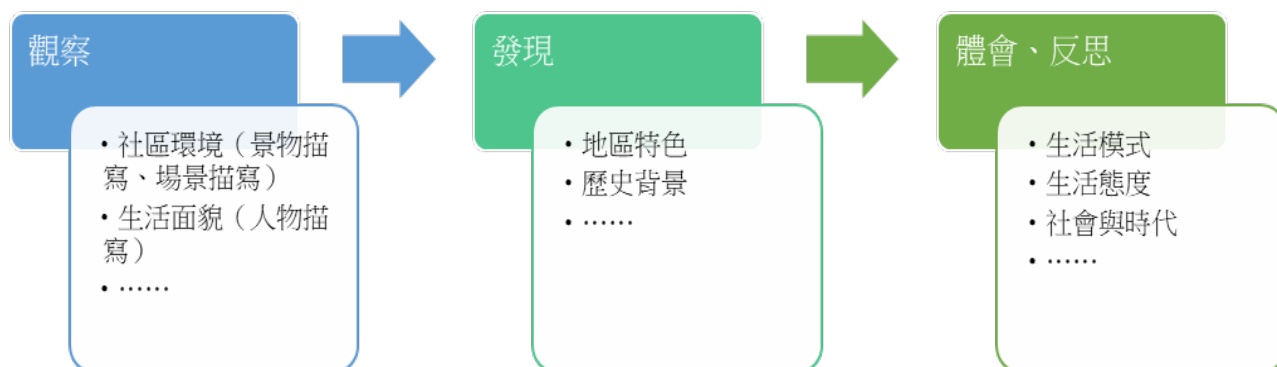 觀察
• 社區環境（景物描
寫、場景描寫）
• 生活面貌（人物描
寫）
• ……
發現
• 地區特色
• 歷史背景
• ……
體會、反思
• 生活模式
• 生活態度
• 社會與時代
• ……